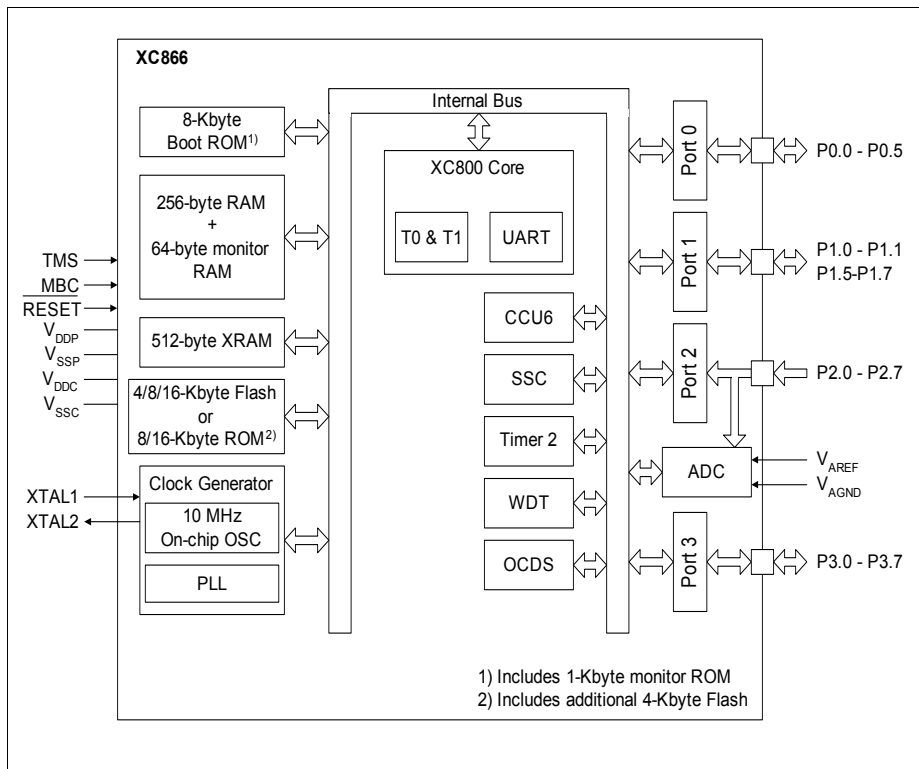 XC866
Internal Bus
8-Kbyte
Boot ROM1)
256-byte RAM
+
64-byte monitor
RAM
512-byte XRAM
4/8/16-Kbyte Flash
or
8/16-Kbyte ROM2)
Clock Generator
10 MHz
On-chip OSC
PLL
TMS
MBC
RESET
VDDP
VSSP
VDDC
VSSC
XTAL1
XTAL2
XC800 Core
T0 & T1
UART
CCU6
SSC
Timer 2
WDT
OCDS
Port 0
P0.0 - P0.5
Port 1
P1.0 - P1.1
P1.5-P1.7
Port 2
P2.0 - P2.7
ADC
VAREF
VAGND
Port 3
P3.0 - P3.7
1) Includes 1-Kbyte monitor ROM
2) Includes additional 4-Kbyte Flash